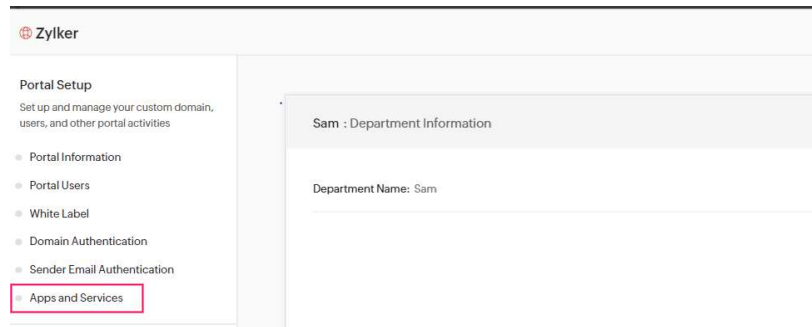 Zylker
Portal Setup
Set up and manage your custom domain,
users, and other portal activities
Portal Information
Portal Users
White Label
Domain Authentication
Sender Email Authentication
Apps and Services
Sam : Department Information
Department Name: Sam